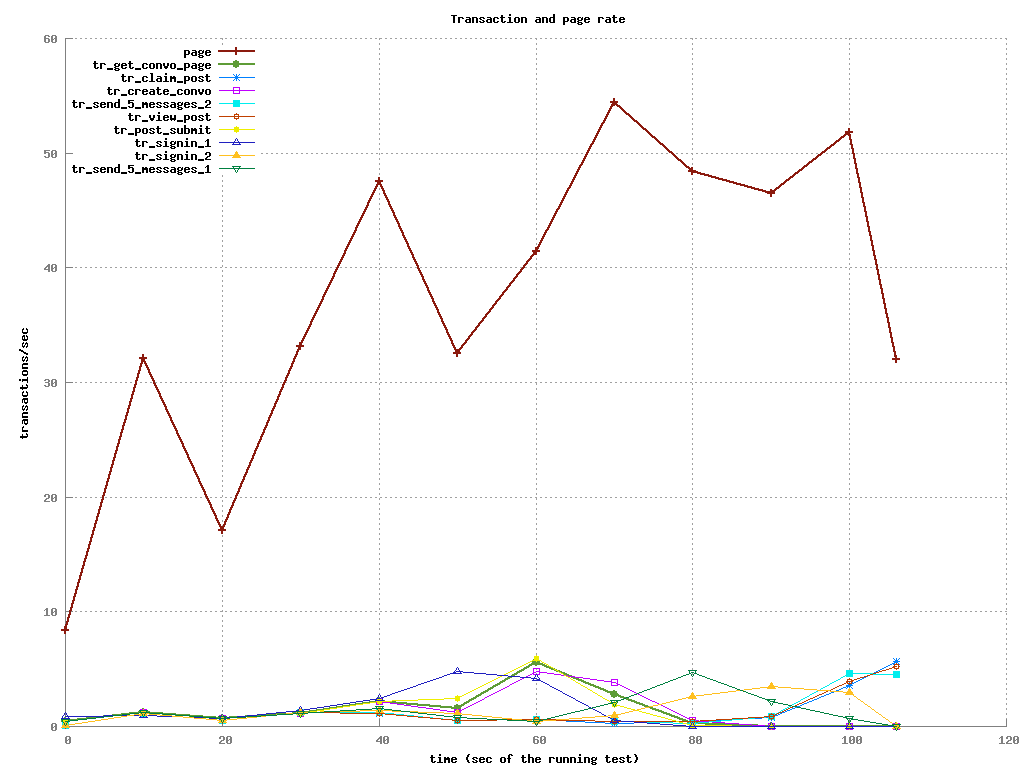 Transaction and page rate
60
50
40
30
20
10
0
transactions/sec
page
tr_get_convo_page
tr_claim_post
tr_create_convo
tr_send_5_messages_2
tr_view_post
tr_post_submit
tr_signin_1
tr_signin_2
tr_send_5_messages_1
0 20 40 60 80 100 120
time (sec of the running test)